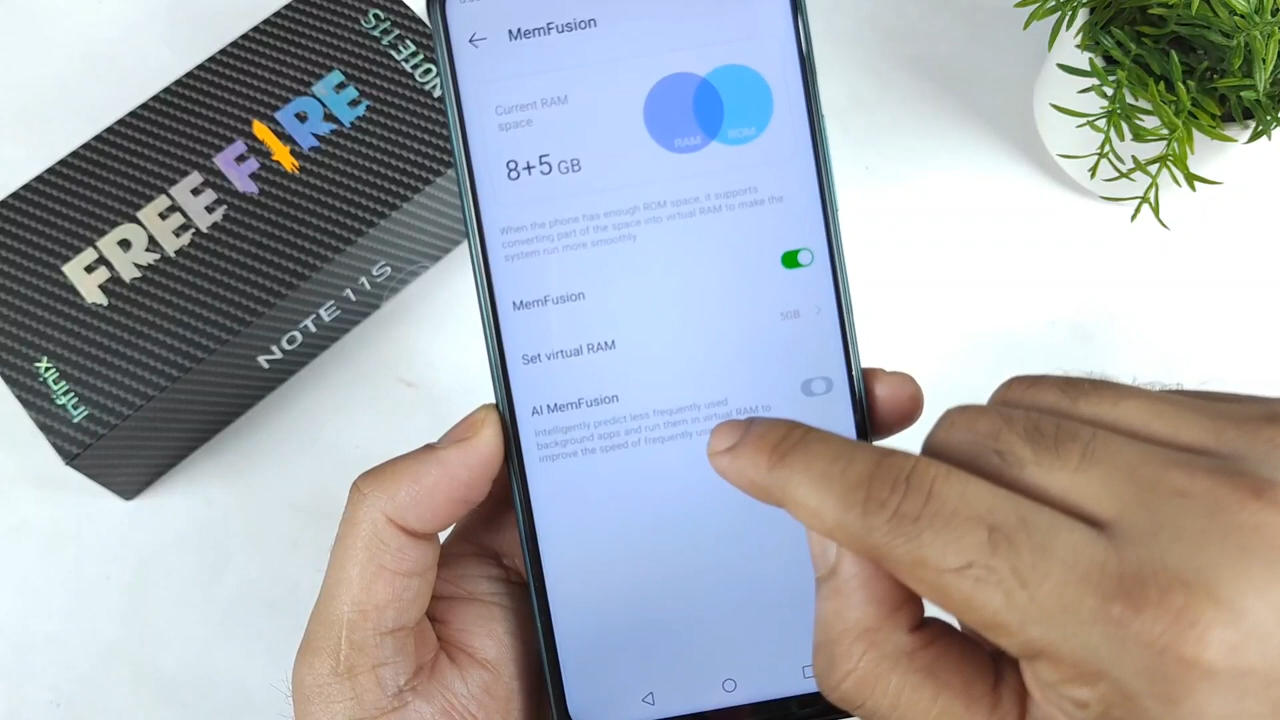 FREE FIRE
NOTE 11S
NOTE 11S
Infinix
MemFusion
Current RAM
space
8+5 GB
RAM
ROM
When the phone has enough ROM space, it supports
converting part of the space into virtual RAM to make the
system run more smoothly
MemFusion
Set virtual RAM
5GB
AI MemFusion
Intelligently predict less frequently used
background apps and run them in virtual RAM to
improve the speed of frequently